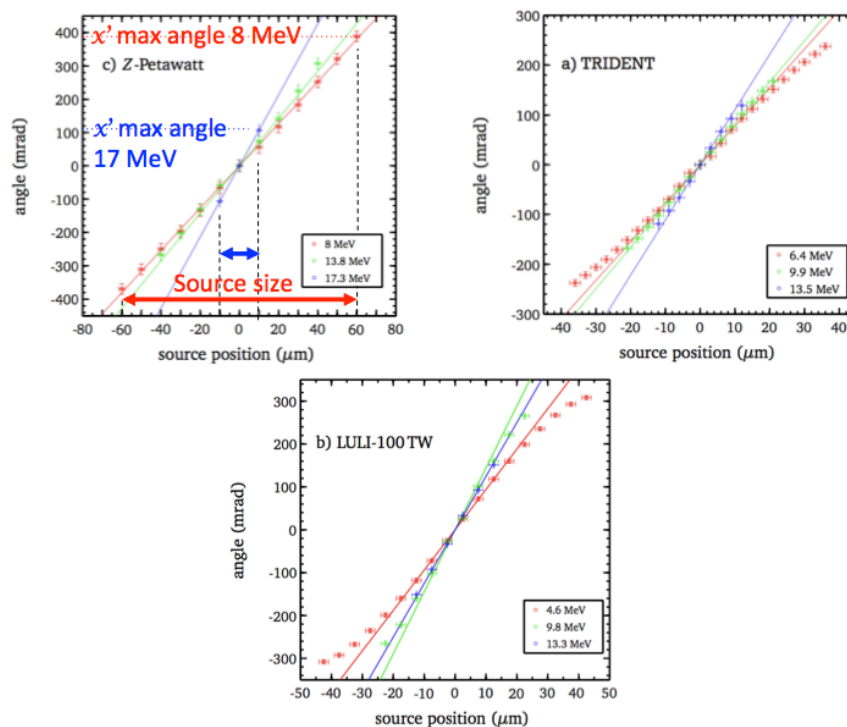 400
300
200
100
0
-100
-200
-300
-400
angle (mrad)
x' max angle 8 MeV
c) Z-Petawatt
x' max angle
17 MeV
8 MeV
13.8 MeV
17.3 MeV
Source size
-80 -60 -40 -20 0 20 40 60 80
source position (μm)
300
200
100
0
-100
-200
-300
angle (mrad)
a) TRIDENT
6.4 MeV
9.9 MeV
13.5 MeV
-40 -30 -20 -10 0 10 20 30 40
source position (μm)
300
200
100
0
-100
-200
-300
angle (mrad)
b) LULI-100 TW
4.6 MeV
9.8 MeV
13.3 MeV
-50 -40 -30 -20 -10 0 10 20 30 40 50
source position (μm)